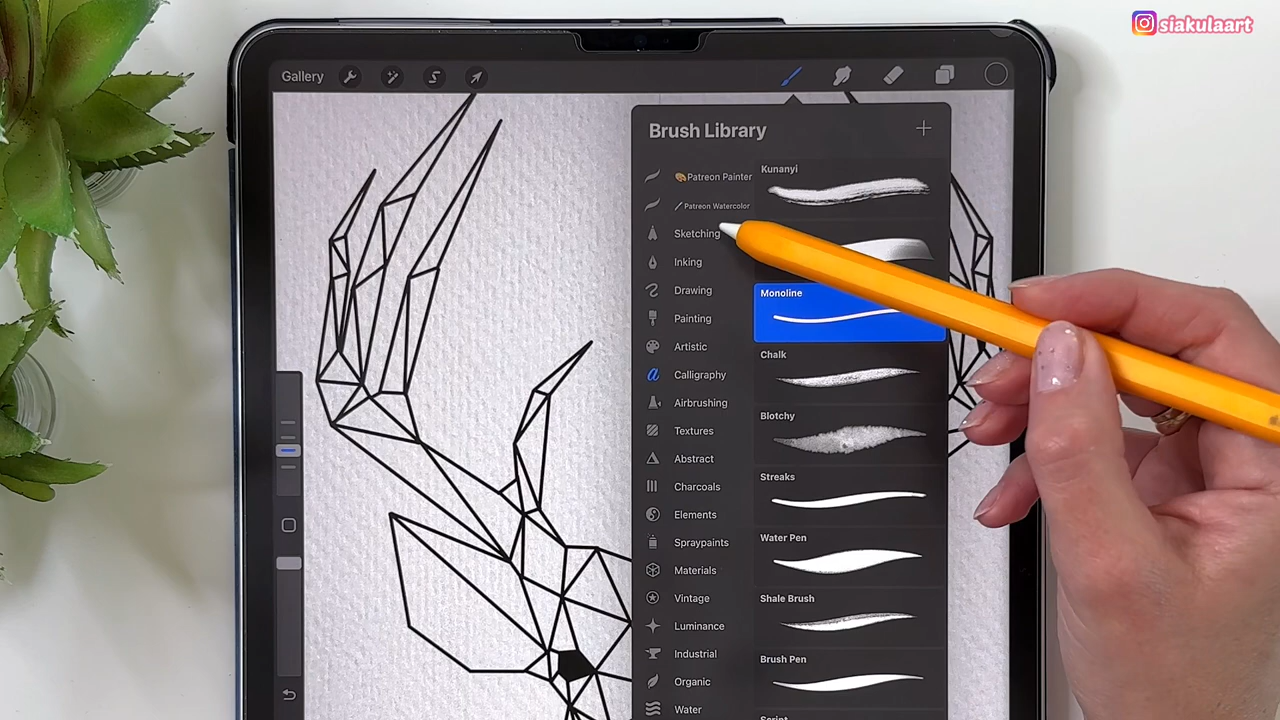 siakulaart
Gallery
Brush Library
Patreon Painter
Patreon Watercolor
Sketching
Inking
Drawing
Painting
Artistic
Calligraphy
Airbrushing
Textures
Abstract
Charcoals
Elements
Spraypaints
Materials
Vintage
Luminance
Industrial
Organic
Water
Kunanyi
Monoline
Chalk
Blotchy
Streaks
Water Pen
Shale Brush
Brush Pen
Script